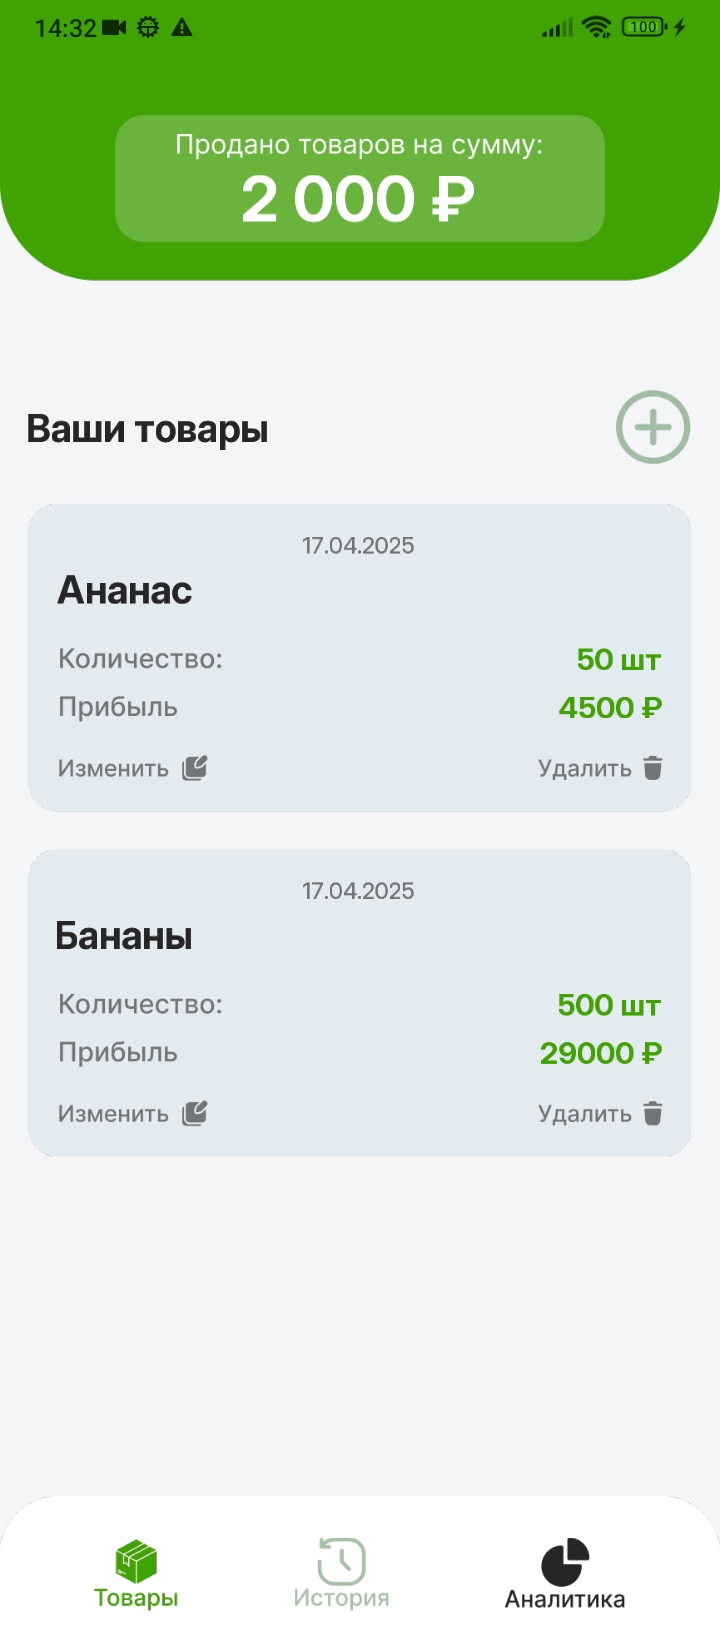 14:32
100
Продано товаров на сумму:
2 000 ₽
Ваши товары
17.04.2025
Ананас
Количество: 50 шт
Прибыль 4500 ₽
Изменить Удалить
17.04.2025
Бананы
Количество: 500 шт
Прибыль 29000 ₽
Изменить Удалить
Товары История Аналитика